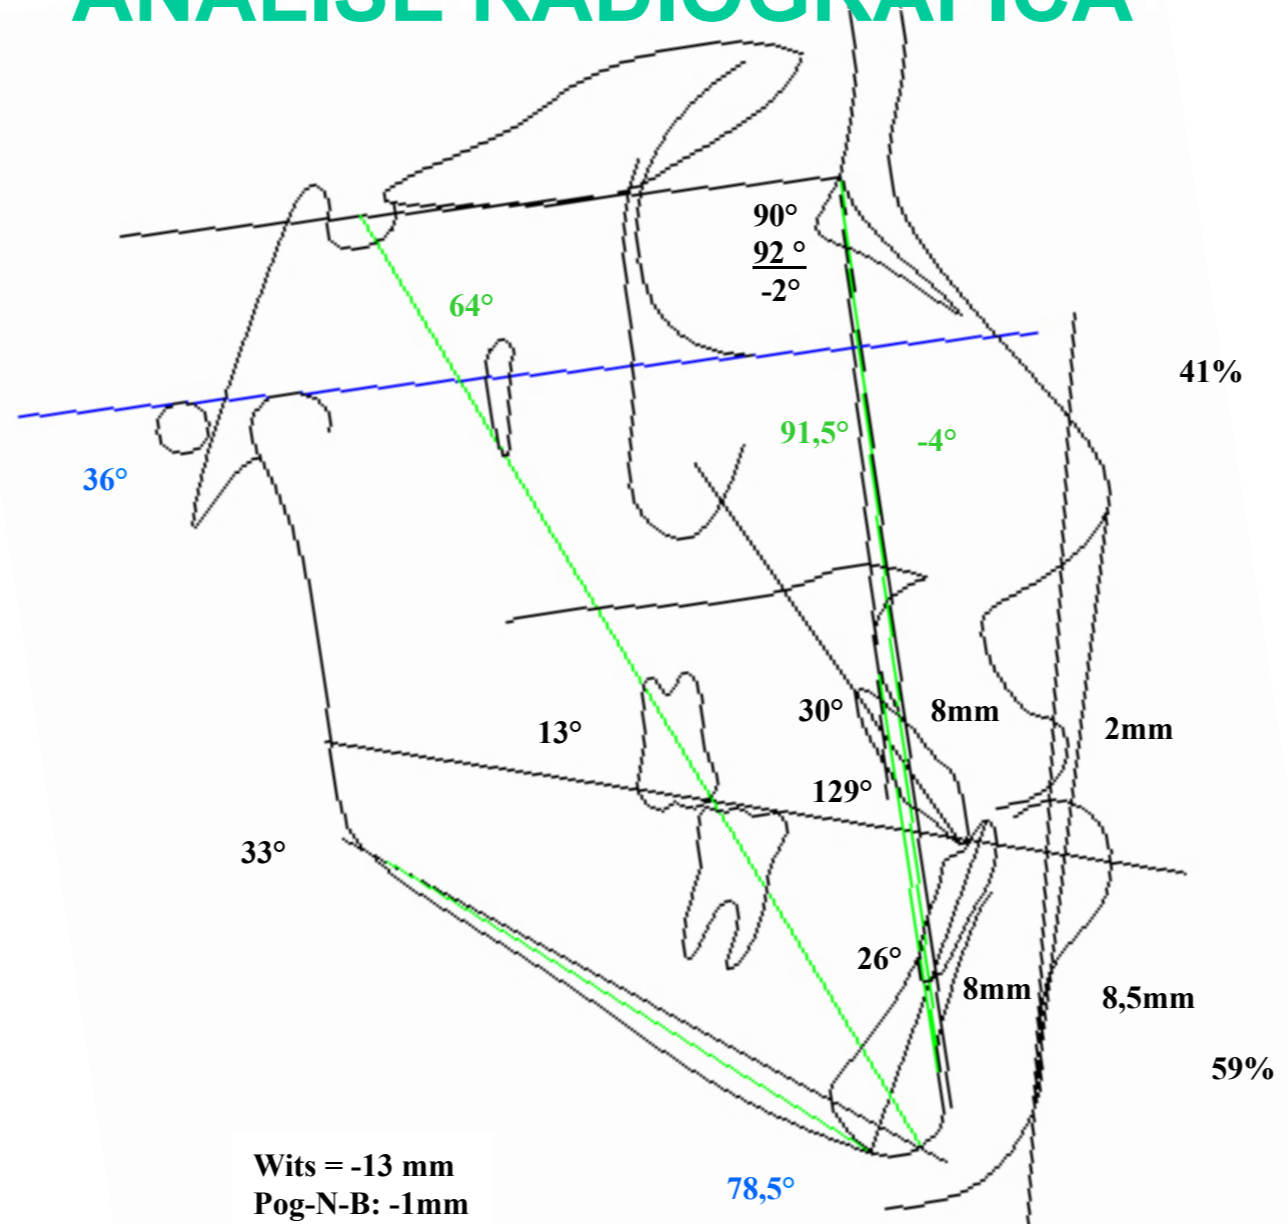 ANÁLISE RADIOGRÁFICA
90°
92 °
-2°
64°
41%
91,5°
-4°
36°
30°
8mm
2mm
13°
129°
33°
26°
8mm
8,5mm
59%
Wits = -13 mm
Pog-N-B: -1mm
78,5°